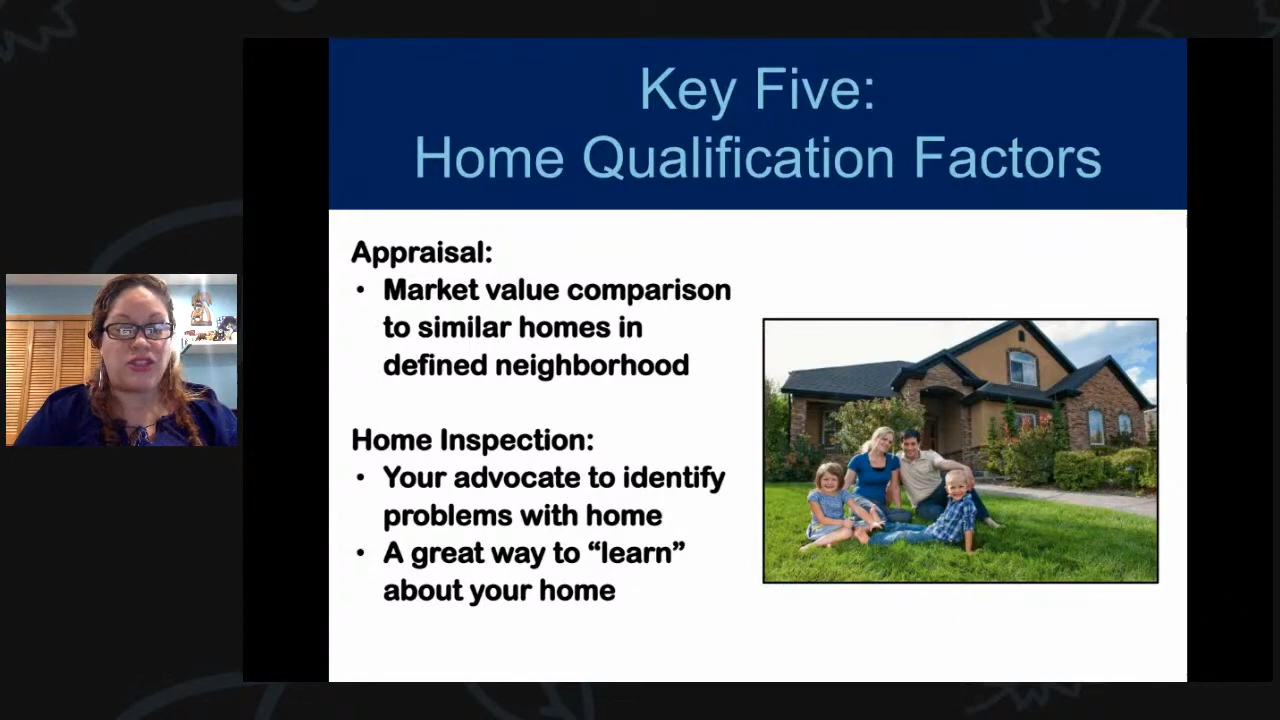 Key Five:
Home Qualification Factors
Appraisal:
• Market value comparison
to similar homes in
defined neighborhood
Home Inspection:
• Your advocate to identify
problems with home
• A great way to “learn”
about your home